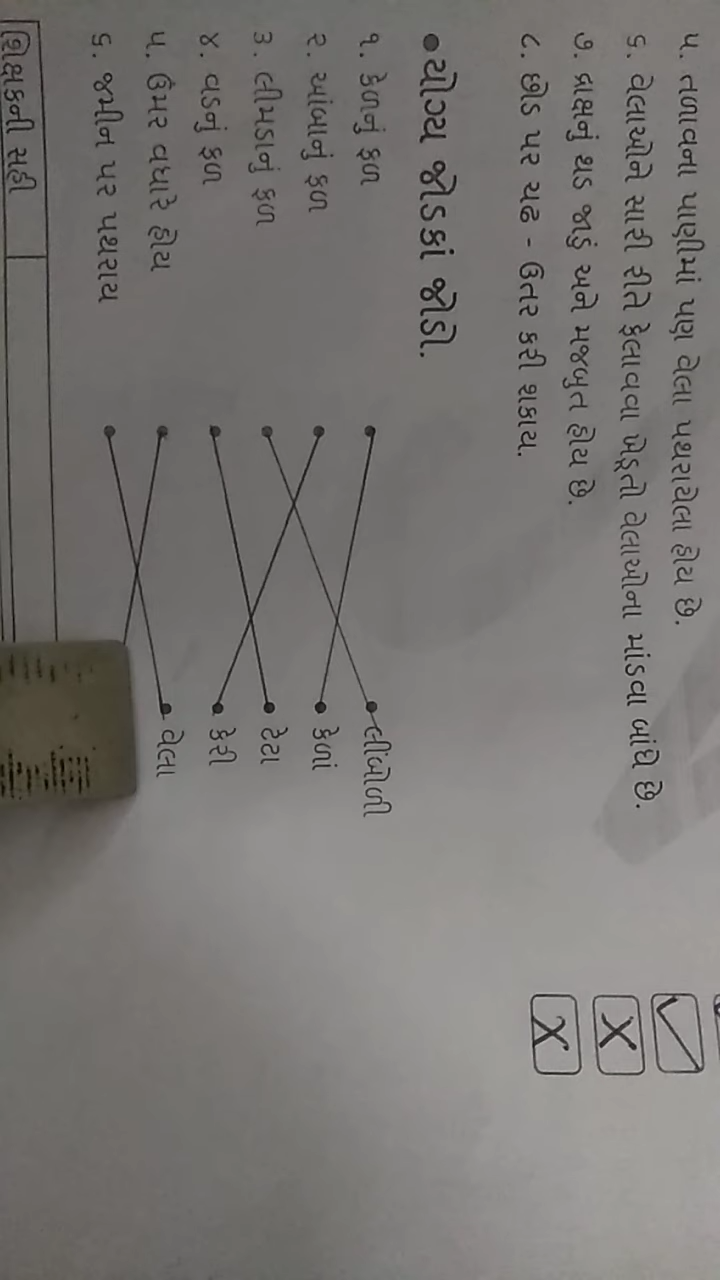 ૫. તળાવના પાણીમાં પણ વેલા પથરાયેલા હોય છે.
૬. વેલાઓને સારી રીતે ફેલાવવા ખેડૂતો વેલાઓના માંડવા બાંધે છે. ✓
૭. દ્રાક્ષનું થડ જાડું અને મજબુત હોય છે. X
૮. છોડ પર ચઢ - ઉતર કરી શકાય. X
• યોગ્ય જોડકાં જોડો.
૧. કેળનું ફળ લીંબોળી
૨. આંબાનું ફળ કેળાં
૩. લીમડાનું ફળ ટેટા
૪. વડનું ફળ કેરી
૫. ઉંમર વધારે હોય વેલા
૬. જમીન પર પથરાય
શિક્ષકની સહી